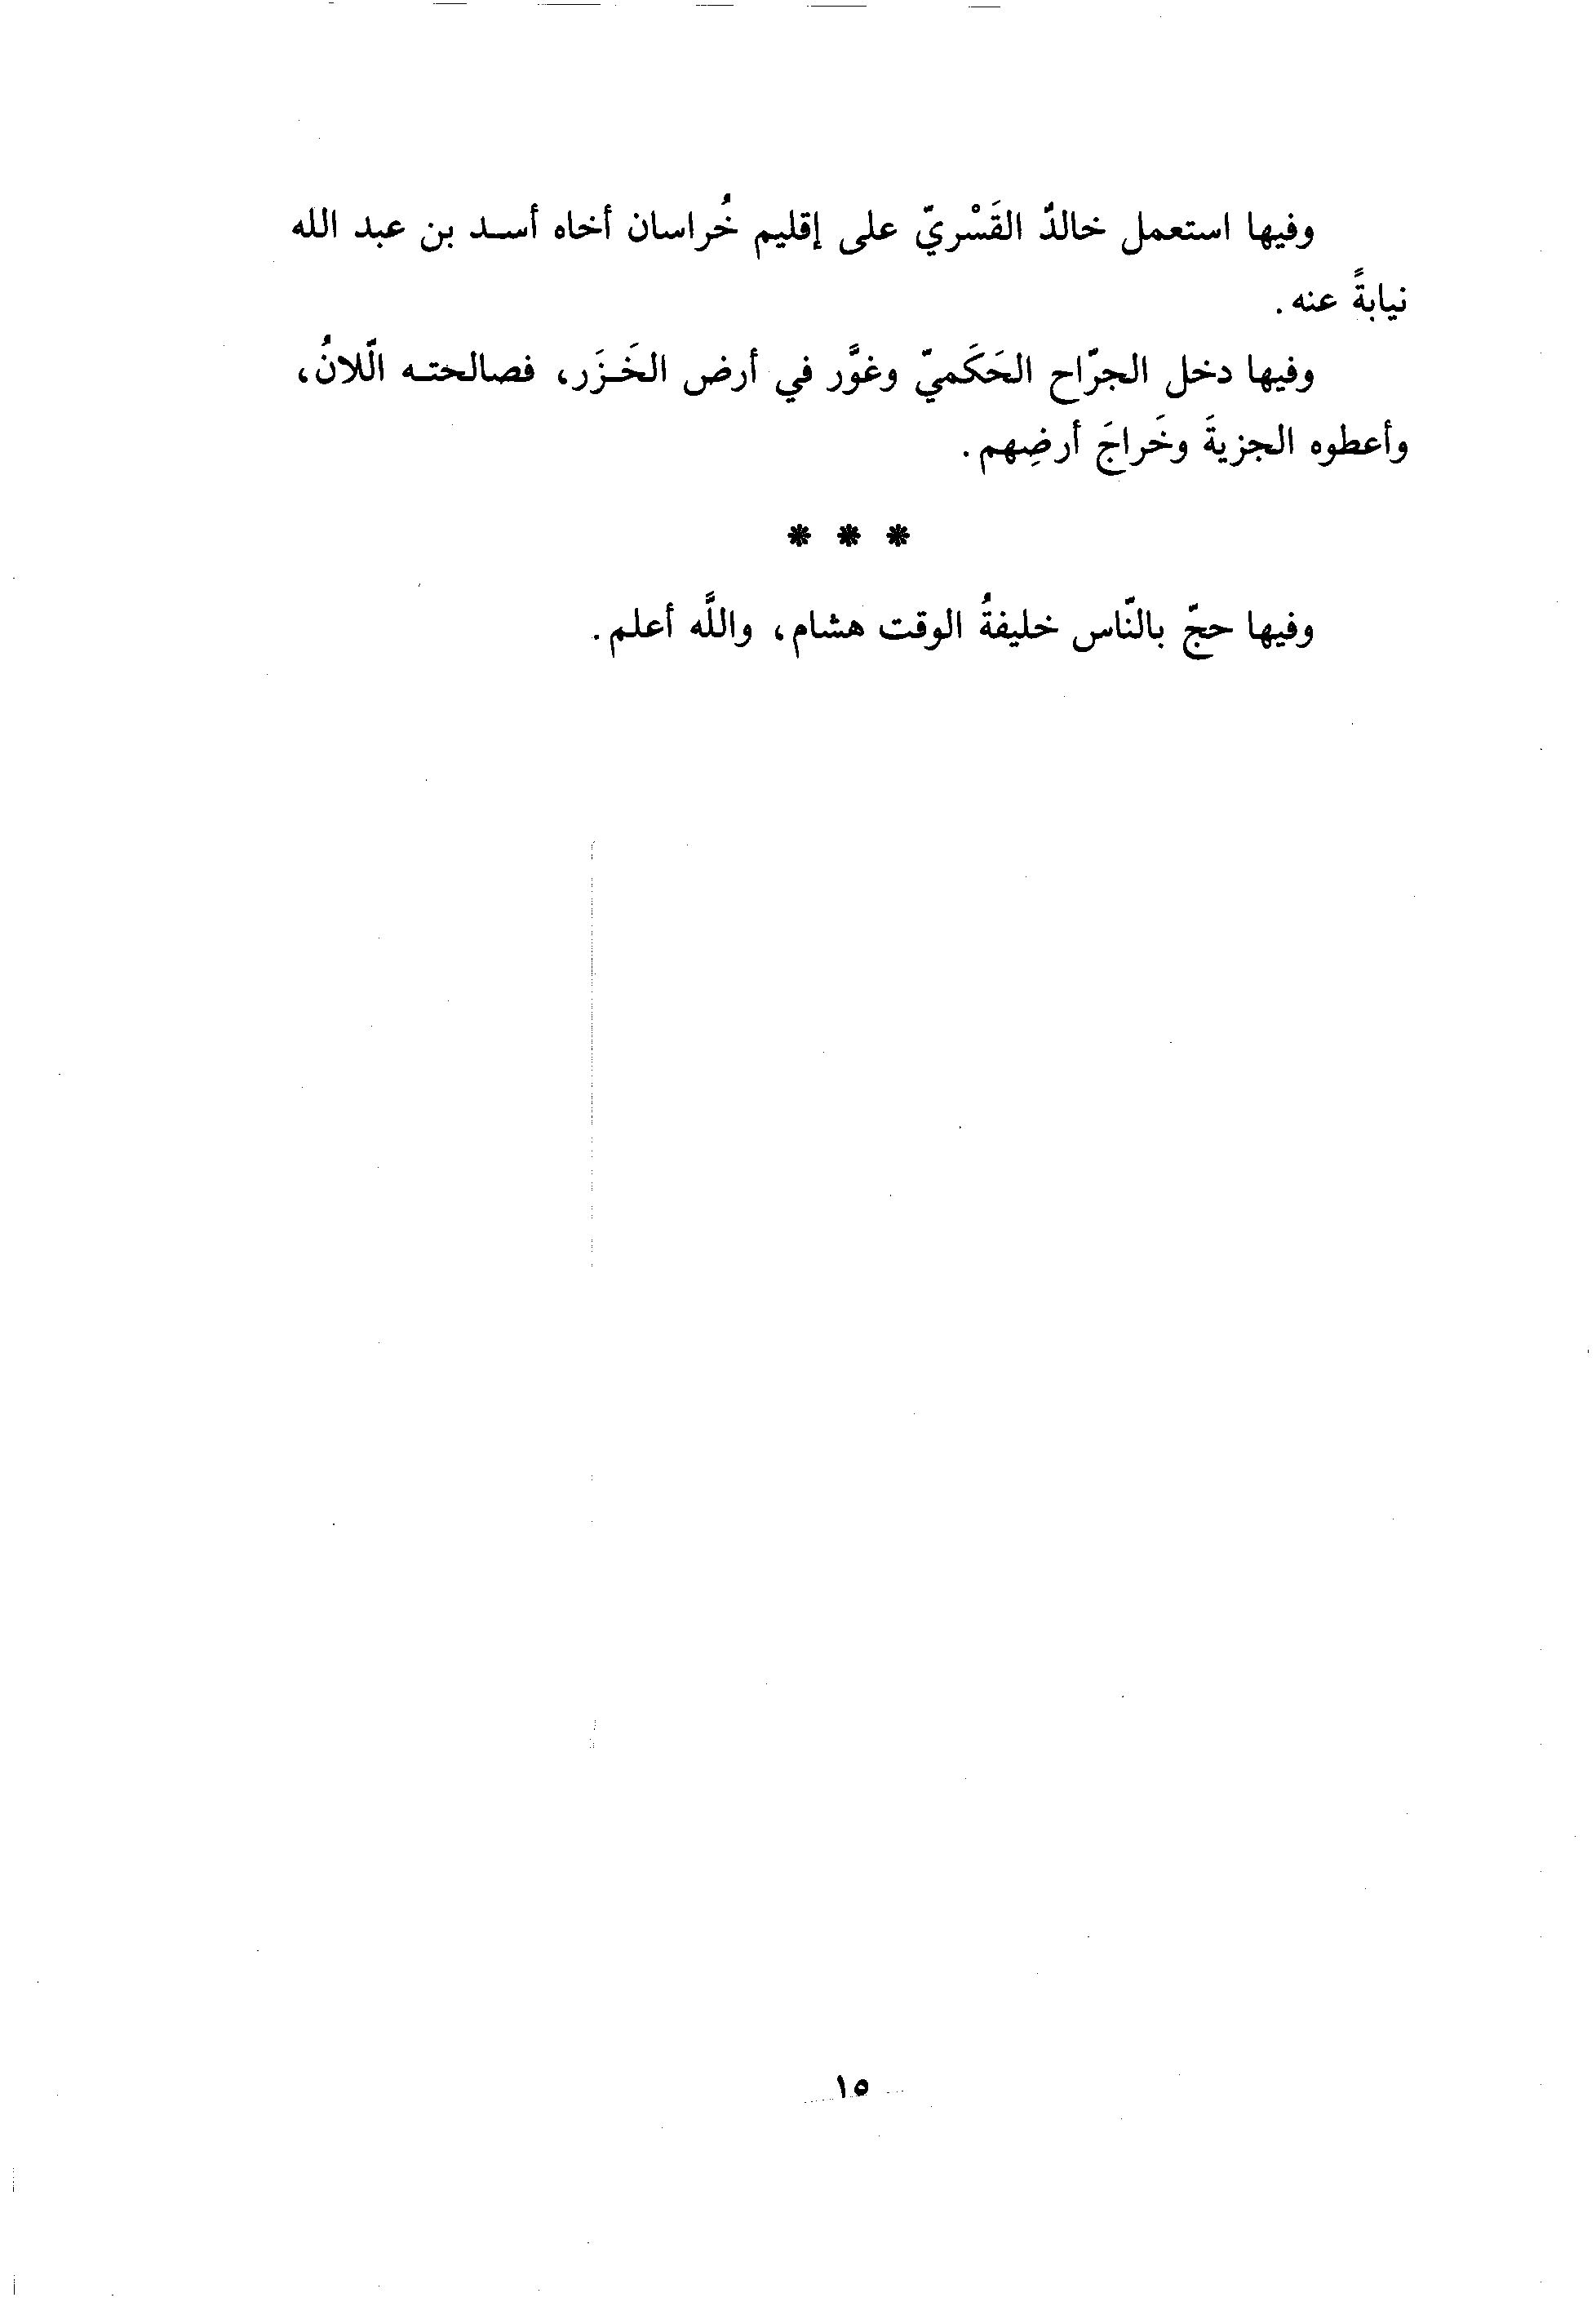 وفيها استعمل خالدٌ القَسْريّ على إقليم خُراسان أخاه أسد بن عبد الله
نيابةً عنه.
وفيها دخل الجرّاح الحَكَميّ وغوَّر في أرض الخَزَر، فصالحته الّلانُ،
وأعطوه الجزيةَ وخَراجَ أرضِهم.
* * *
وفيها حجّ بالنّاس خليفةُ الوقت هشام، واللَّه أعلم.
١٥